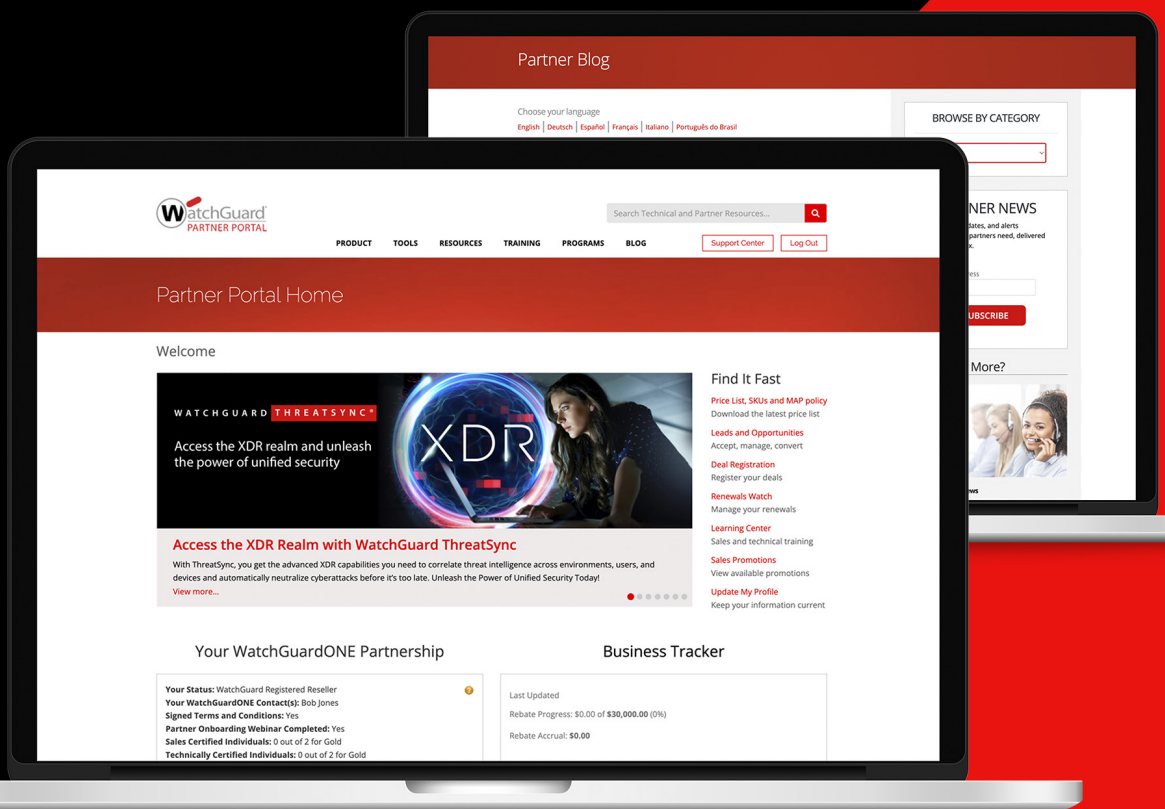 Partner Blog
Choose your language
English | Deutsch | Español | Français | Italiano | Português do Brasil
BROWSE BY CATEGORY
NER NEWS
dates, and alerts
partners need, delivered
x.
ress
UBSCRIBE
More?
ews
WatchGuard
PARTNER PORTAL
Search Technical and Partner Resources...
PRODUCT TOOLS RESOURCES TRAINING PROGRAMS BLOG Support Center Log Out
Partner Portal Home
Welcome
WATCHGUARD THREATSYNC®
Access the XDR realm and unleash
the power of unified security
XDR
Access the XDR Realm with WatchGuard ThreatSync
With ThreatSync, you get the advanced XDR capabilities you need to correlate threat intelligence across environments, users, and
devices and automatically neutralize cyberattacks before it's too late. Unleash the Power of Unified Security Today!
View more...
Find It Fast
Price List, SKUs and MAP policy
Download the latest price list
Leads and Opportunities
Accept, manage, convert
Deal Registration
Register your deals
Renewals Watch
Manage your renewals
Learning Center
Sales and technical training
Sales Promotions
View available promotions
Update My Profile
Keep your information current
Your WatchGuardONE Partnership
Your Status: WatchGuard Registered Reseller
Your WatchGuardONE Contact(s): Bob Jones
Signed Terms and Conditions: Yes
Partner Onboarding Webinar Completed: Yes
Sales Certified Individuals: 0 out of 2 for Gold
Technically Certified Individuals: 0 out of 2 for Gold
Business Tracker
Last Updated
Rebate Progress: $0.00 of $30,000.00 (0%)
Rebate Accrual: $0.00